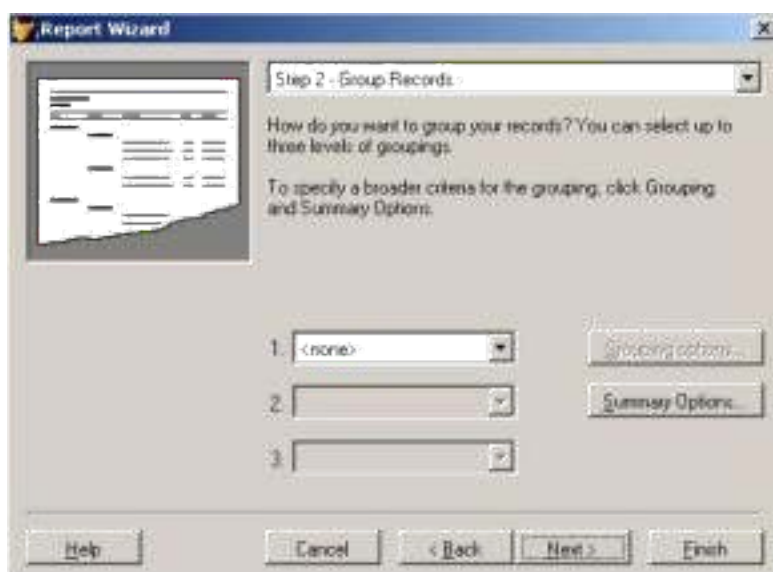 Report Wizard
Step 2 - Group Records
How do you want to group your records? You can select up to
three levels of groupings.
To specify a broader criteria for the grouping, click Grouping
and Summary Options.
1. <none>
Grouping options...
2.
Summary Options...
3.
Help
Cancel
< Back
Next >
Finish